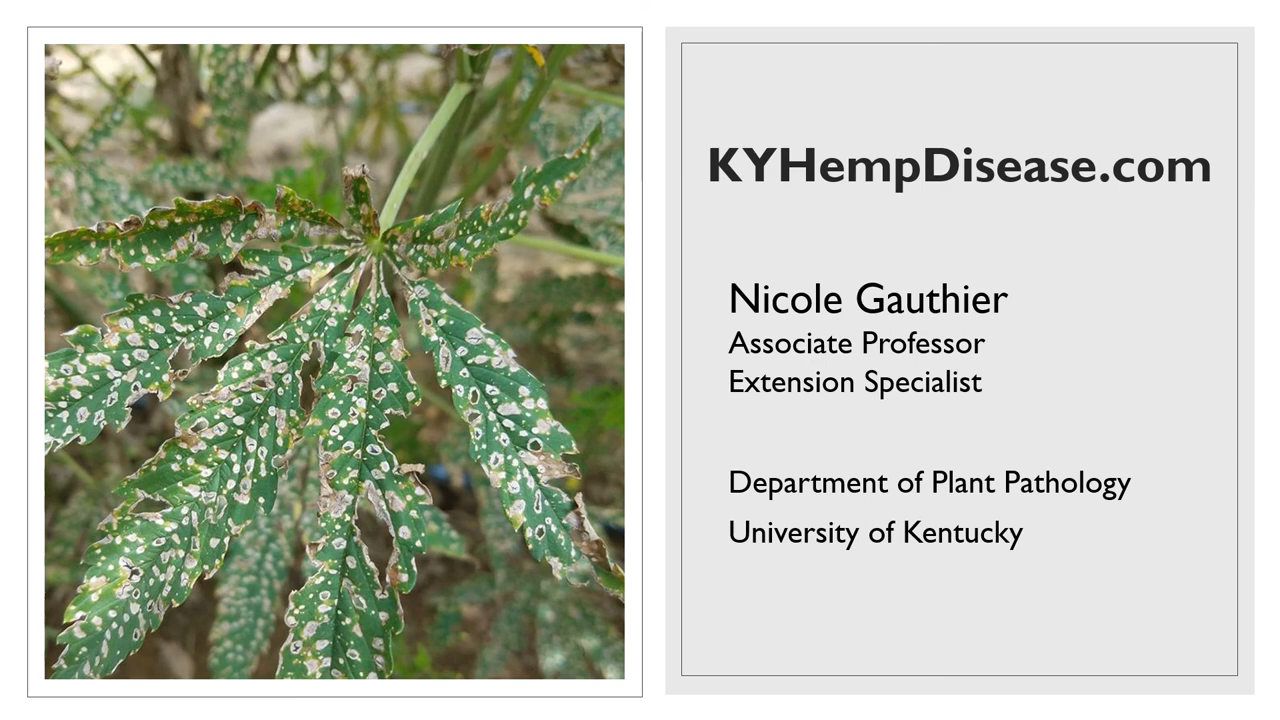 KYHempDisease.com
Nicole Gauthier
Associate Professor
Extension Specialist
Department of Plant Pathology
University of Kentucky